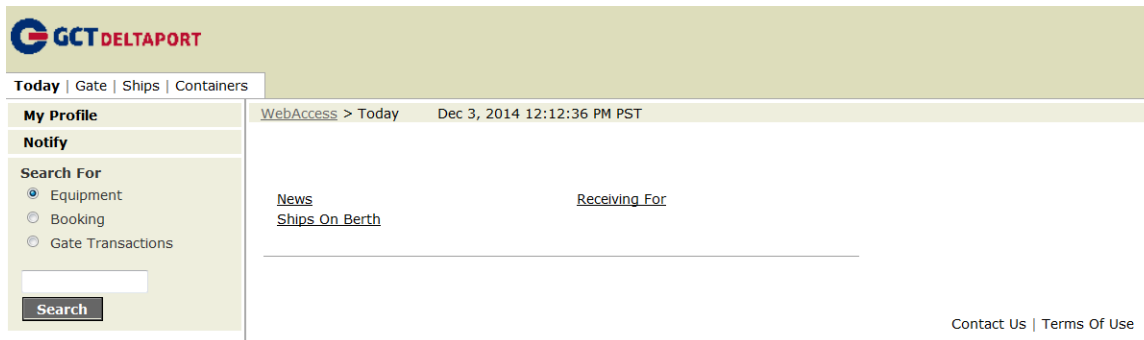 GCT DELTAPORT
Today | Gate | Ships | Containers
My Profile
WebAccess > Today Dec 3, 2014 12:12:36 PM PST
Notify
Search For
Equipment
Booking
Gate Transactions
Search
News Receiving For
Ships On Berth
Contact Us | Terms Of Use